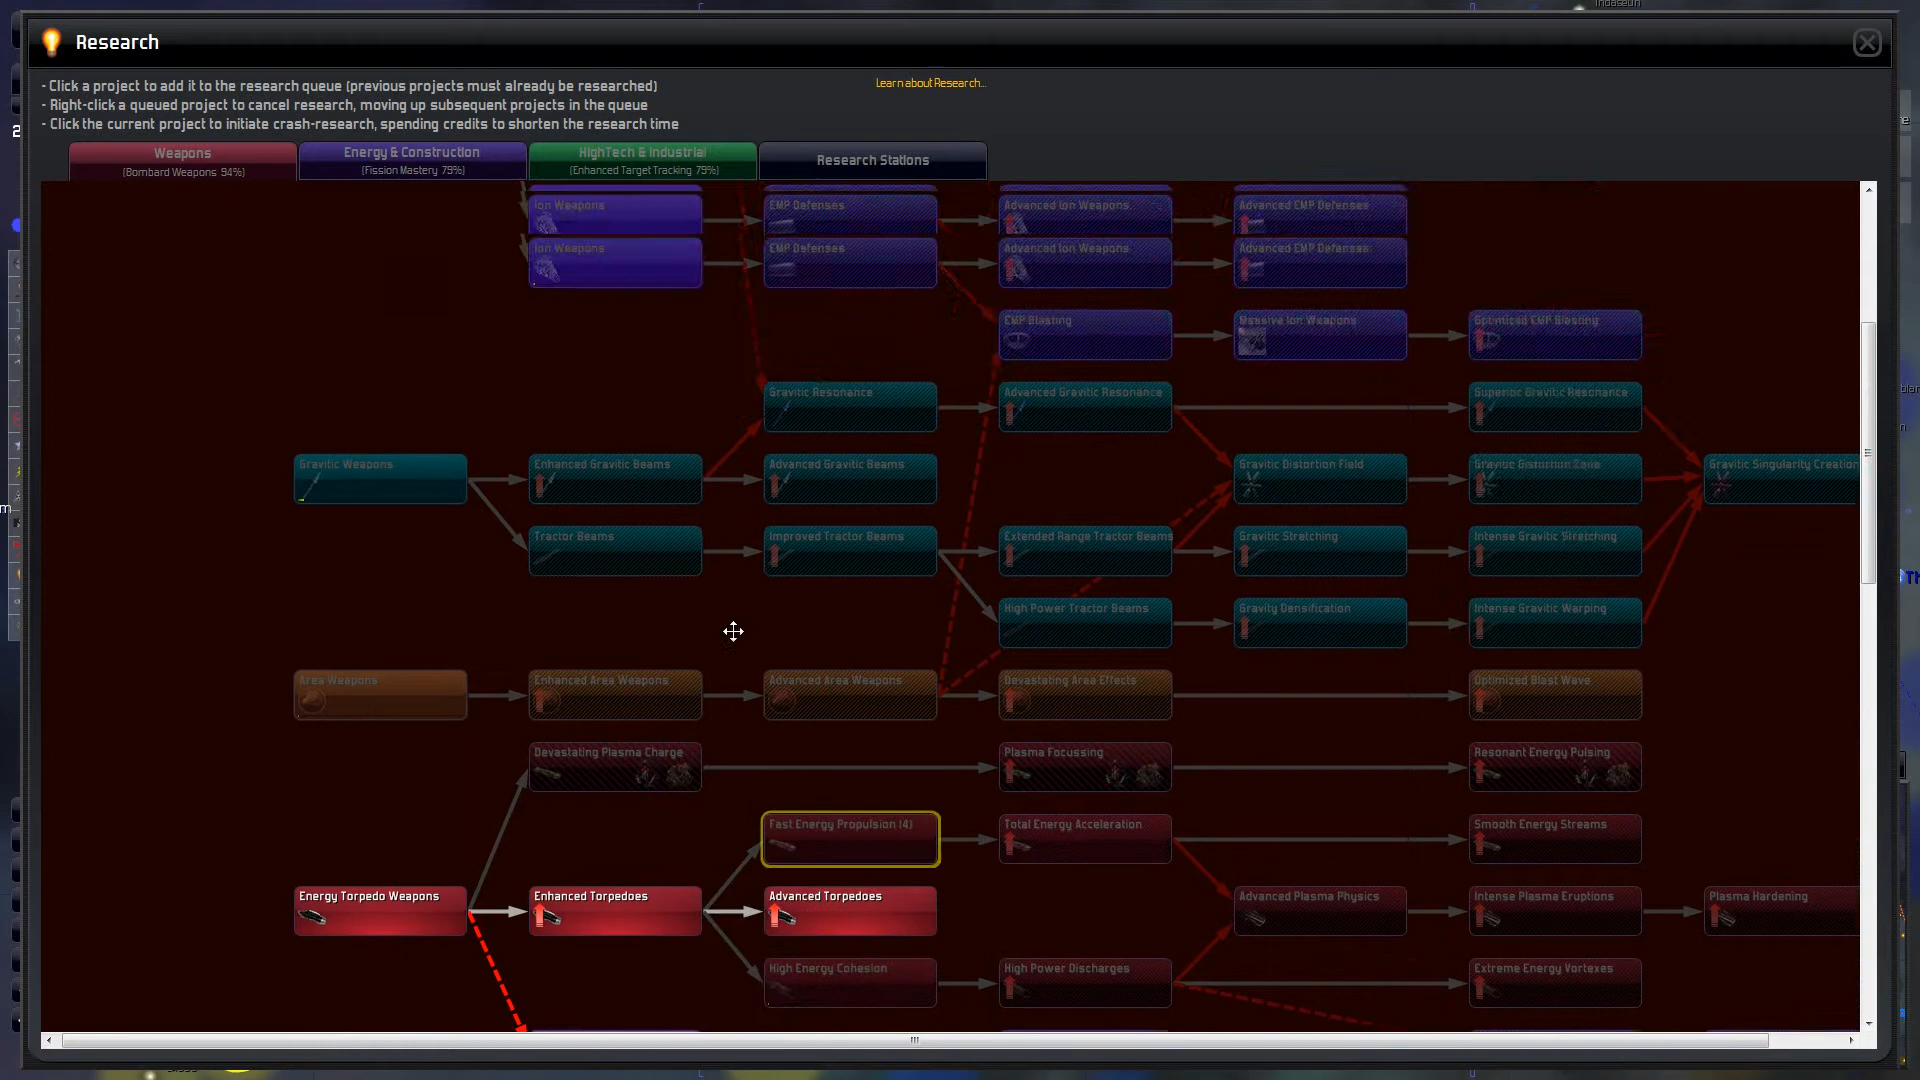 Research
- Click a project to add it to the research queue (previous projects must already be researched)
- Right-click a queued project to cancel research, moving up subsequent projects in the queue
- Click the current project to initiate crash-research, spending credits to shorten the research time
Learn about Research...
Weapons
(Bombard Weapons 94%)
Energy & Construction
(Fission Mastery 79%)
HighTech & Industrial
(Enhanced Target Tracking 79%)
Research Stations
Ion Weapons
EMP Defenses
Advanced Ion Weapons
Advanced EMP Defenses
Ion Weapons
EMP Defenses
Advanced Ion Weapons
Advanced EMP Defenses
EMP Blasting
Massive Ion Weapons
Optimized EMP Blasting
Gravitic Resonance
Advanced Gravitic Resonance
Superior Gravitic Resonance
Gravitic Weapons
Enhanced Gravitic Beams
Advanced Gravitic Beams
Gravitic Distortion Field
Gravitic Distortion Zone
Gravitic Singularity Creation
Tractor Beams
Improved Tractor Beams
Extended Range Tractor Beams
Gravitic Stretching
Intense Gravitic Stretching
High Power Tractor Beams
Gravity Densification
Intense Gravitic Warping
Area Weapons
Enhanced Area Weapons
Advanced Area Weapons
Devastating Area Effects
Optimized Blast Wave
Devastating Plasma Charge
Plasma Focussing
Resonant Energy Pulsing
Fast Energy Propulsion (4)
Total Energy Acceleration
Smooth Energy Streams
Energy Torpedo Weapons
Enhanced Torpedoes
Advanced Torpedoes
Advanced Plasma Physics
Intense Plasma Eruptions
Plasma Hardening
High Energy Cohesion
High Power Discharges
Extreme Energy Vortexes